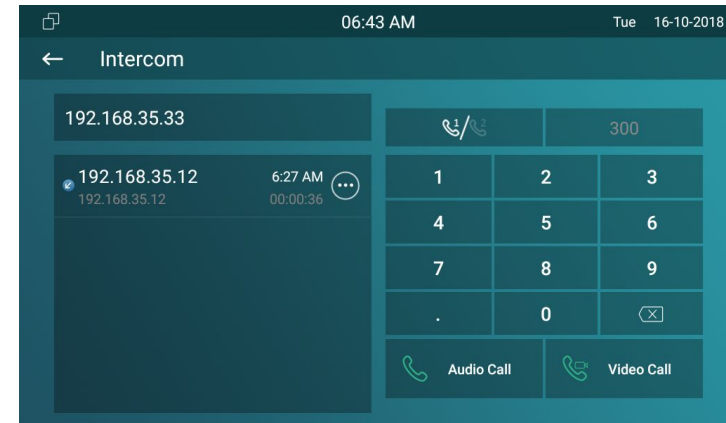 06:43 AM Tue 16-10-2018
Intercom
192.168.35.33
192.168.35.12 6:27 AM
192.168.35.12 00:00:36
1/2 300
1 2 3
4 5 6
7 8 9
. 0
Audio Call Video Call